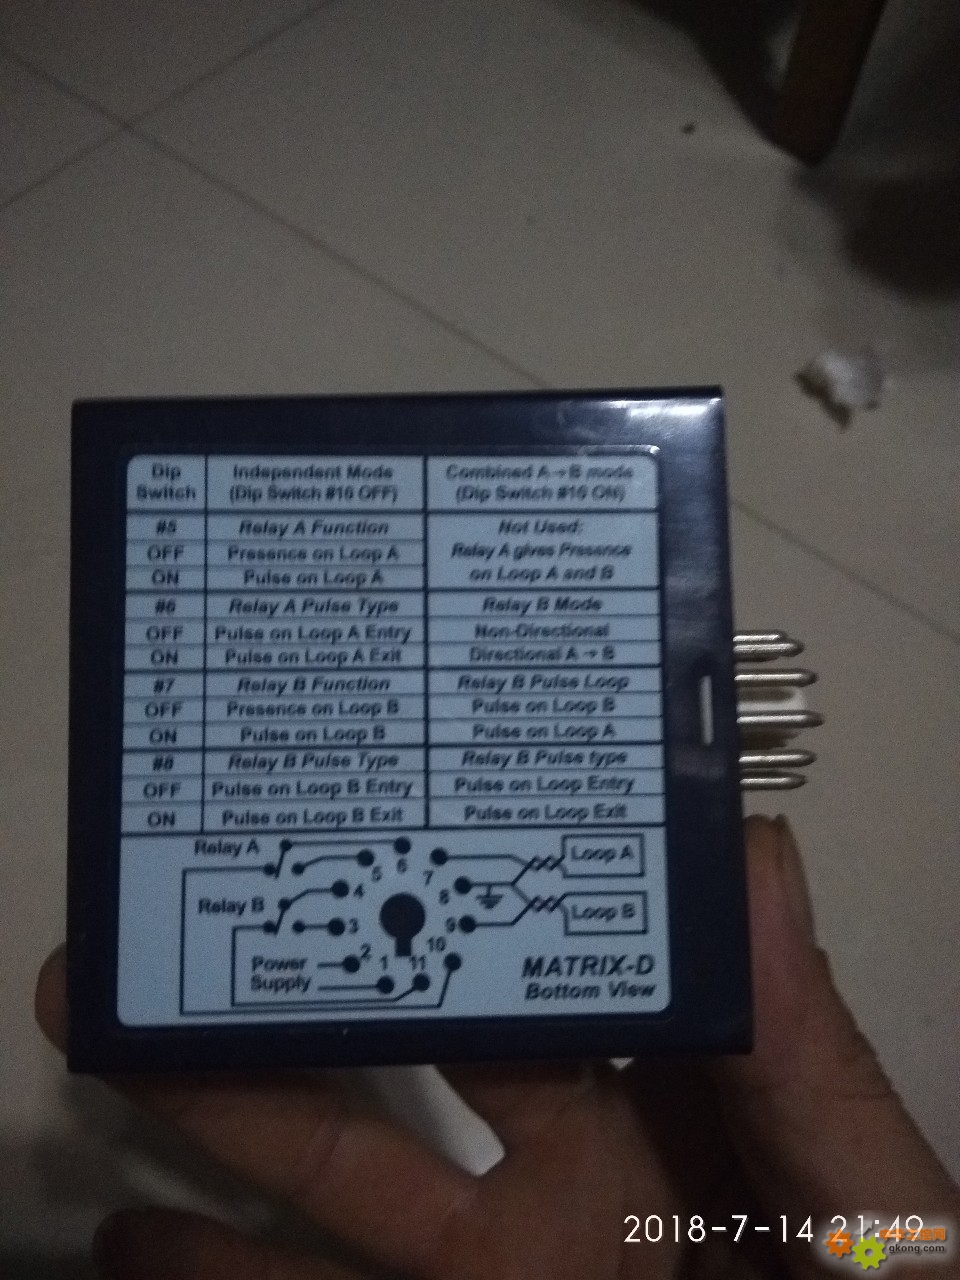 Dip Switch
Independent Mode (Dip Switch #10 OFF)
Combined A→B mode (Dip Switch #10 ON)
#5
Relay A Function
Not Used:
OFF
Presence on Loop A
Relay A gives Presence
ON
Pulse on Loop A
on Loop A and B
#6
Relay A Pulse Type
Relay B Mode
OFF
Pulse on Loop A Entry
Non-Directional
ON
Pulse on Loop A Exit
Directional A→B
#7
Relay B Function
Relay B Pulse Loop
OFF
Presence on Loop B
Pulse on Loop B
ON
Pulse on Loop B
Pulse on Loop A
#8
Relay B Pulse Type
Relay B Pulse type
OFF
Pulse on Loop B Entry
Pulse on Loop Entry
ON
Pulse on Loop B Exit
Pulse on Loop Exit
Relay A
5
6
7
Loop A
4
8
Relay B
3
9
Loop B
2
1
11
10
Power Supply
MATRIX-D
Bottom View
2018-7-14 21:49
gkong.com